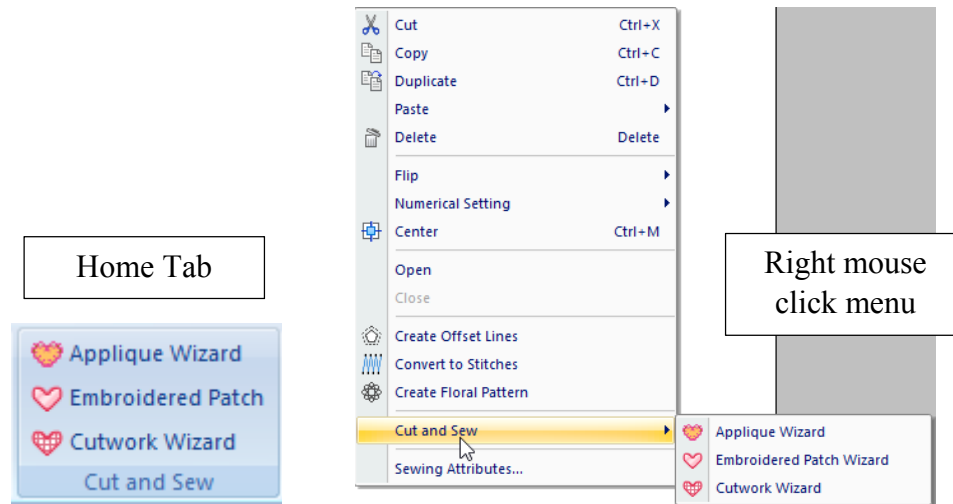 Home Tab
Applique Wizard
Embroidered Patch
Cutwork Wizard
Cut and Sew
Cut Ctrl+X
Copy Ctrl+C
Duplicate Ctrl+D
Paste
Delete Delete
Flip
Numerical Setting
Center Ctrl+M
Open
Close
Create Offset Lines
Convert to Stitches
Create Floral Pattern
Cut and Sew
Sewing Attributes...
Applique Wizard
Embroidered Patch Wizard
Cutwork Wizard
Right mouse
click menu